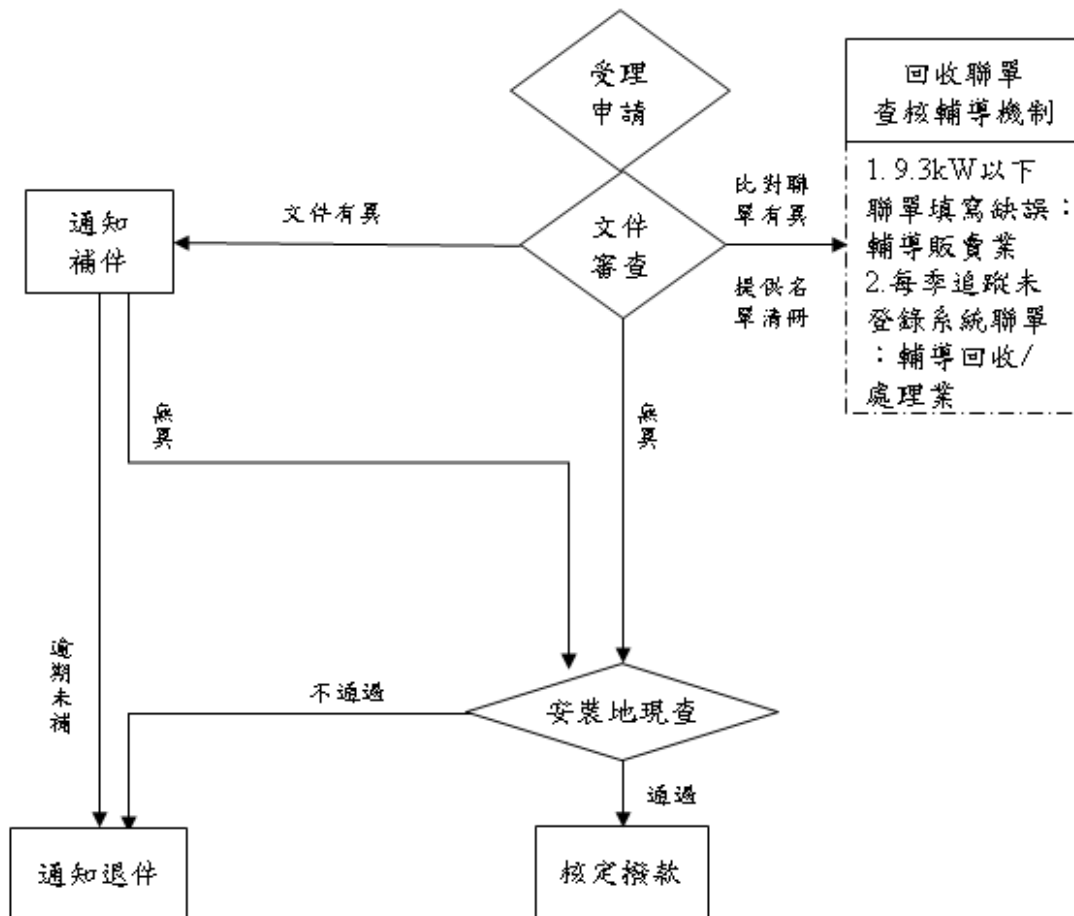 受理
申請
回收聯單
查核輔導機制
1. 9.3kW以下
聯單填寫缺誤：
輔導販賣業
2.每季追蹤未
登錄系統聯單
：輔導回收/
處理業
比對聯
單有異
提供名
單清冊
文件
審查
文件有異
通知
補件
無
異
無
異
逾
期
未
補
不通過
安裝地現查
通過
通知退件
核定撥款